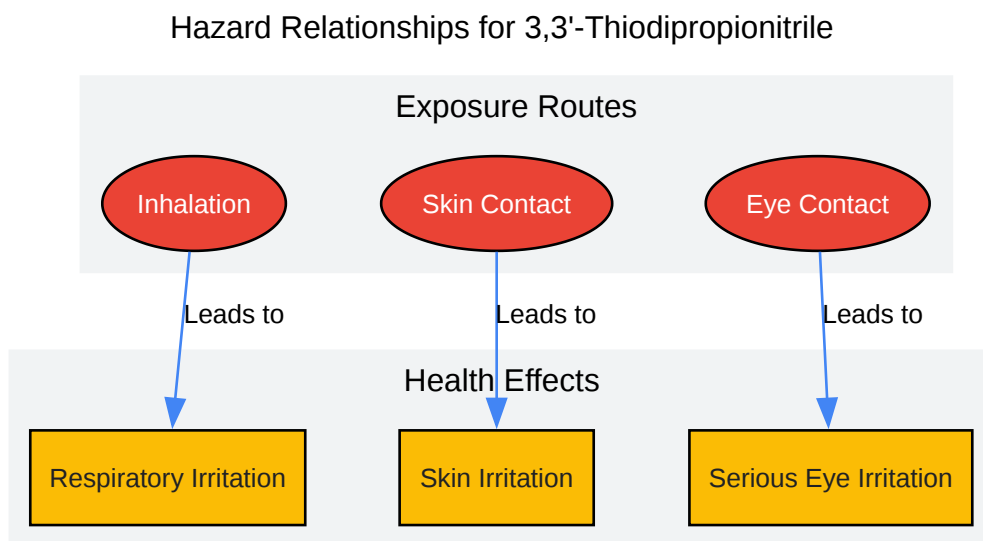 Hazard Relationships for 3,3'-Thiodipropionitrile
Exposure Routes
Inhalation
Skin Contact
Eye Contact
Leads to
Leads to
Leads to
Health Effects
Respiratory Irritation
Skin Irritation
Serious Eye Irritation